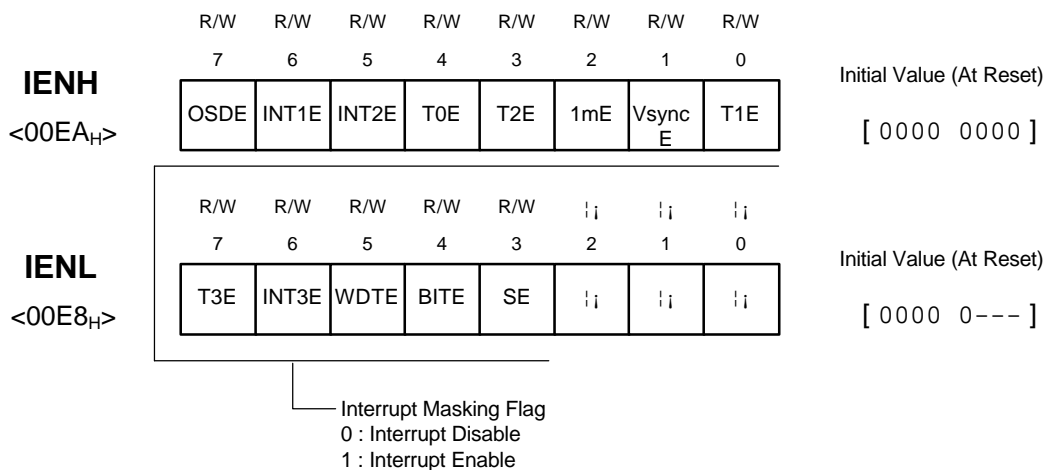 R/W R/W R/W R/W R/W R/W R/W R/W
7 6 5 4 3 2 1 0
IENH
<00EAH>
OSDE INT1E INT2E T0E T2E 1mE Vsync E T1E
Initial Value (At Reset)
[ 0000 0000 ]
R/W R/W R/W R/W R/W ¦¡ ¦¡ ¦¡
7 6 5 4 3 2 1 0
IENL
<00E8H>
T3E INT3E WDTE BITE SE ¦¡ ¦¡ ¦¡
Initial Value (At Reset)
[ 0000 0--- ]
Interrupt Masking Flag
0 : Interrupt Disable
1 : Interrupt Enable